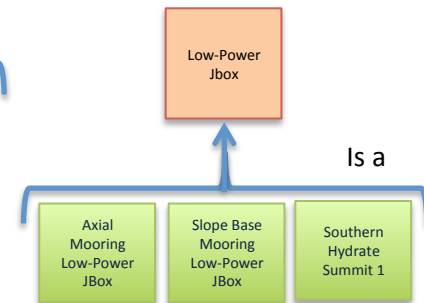 Low-Power
Jbox
Is a
Axial
Mooring
Low-Power
JBox
Slope Base
Mooring
Low-Power
JBox
Southern
Hydrate
Summit 1